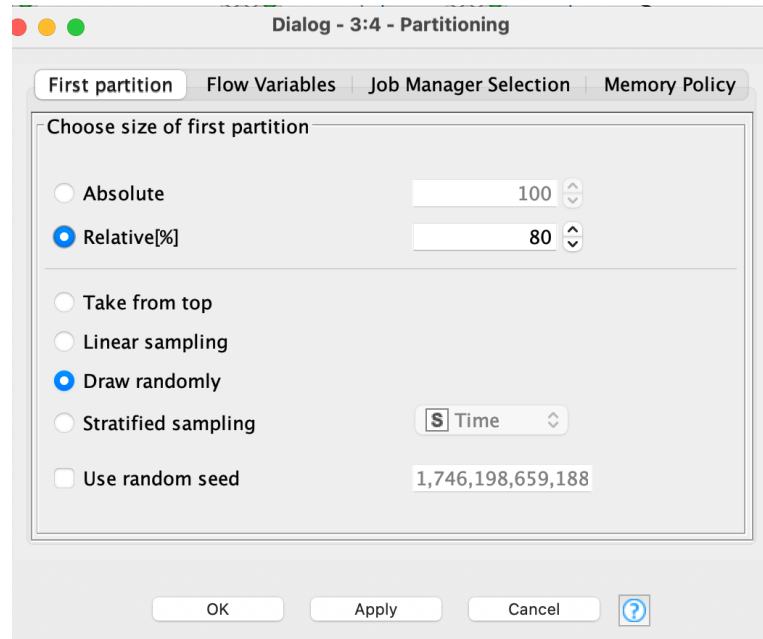 Dialog - 3:4 - Partitioning
First partition Flow Variables Job Manager Selection Memory Policy
Choose size of first partition
Absolute 100
Relative[%] 80
Take from top
Linear sampling
Draw randomly
Stratified sampling S Time
Use random seed 1,746,198,659,188
OK Apply Cancel ?